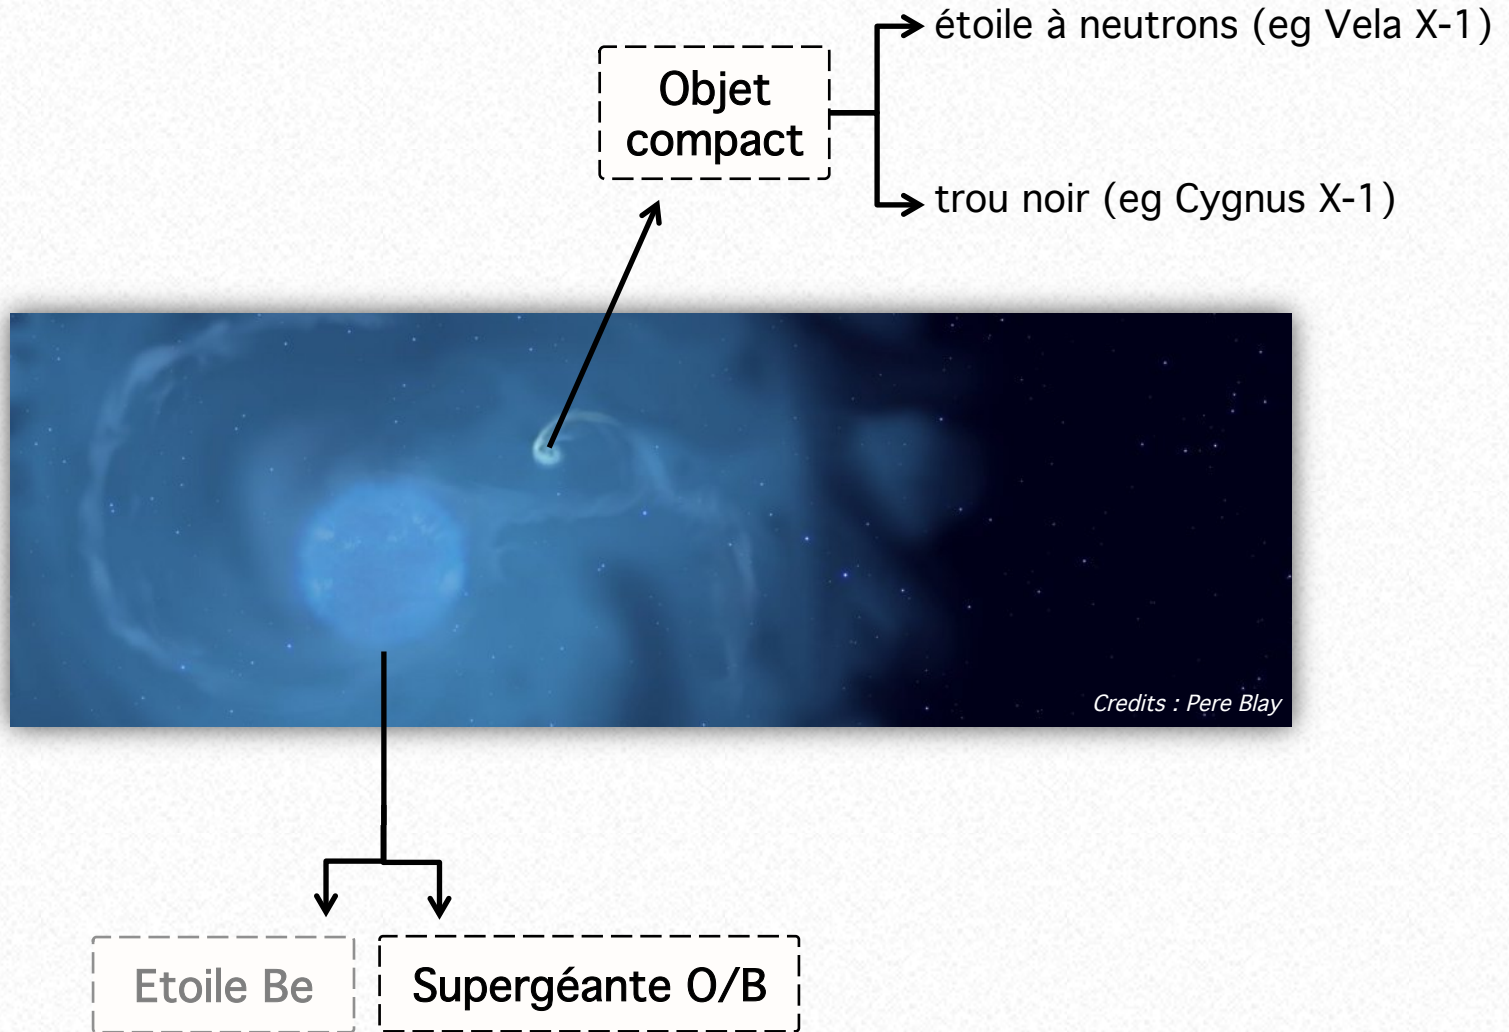 étoile à neutrons (eg Vela X-1)
Objet
compact
trou noir (eg Cygnus X-1)
Credits : Pere Blay
Etoile Be
Supergéante O/B